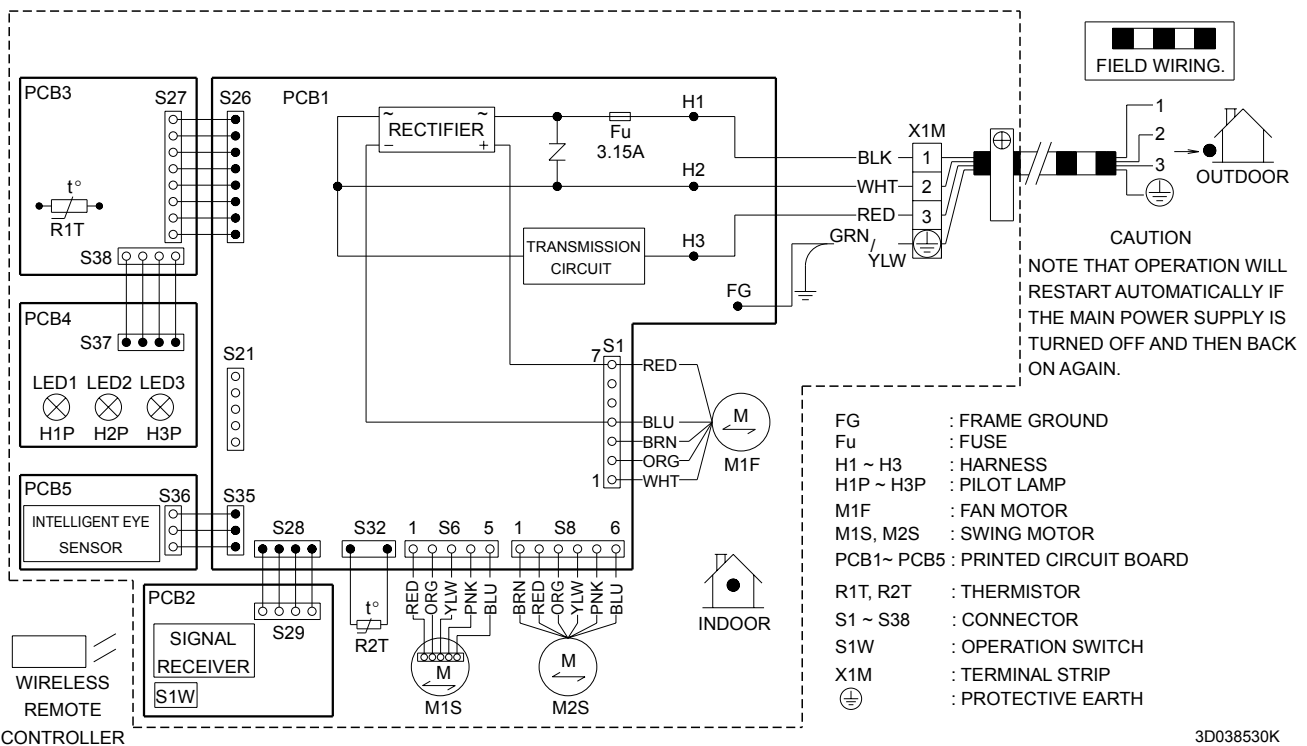 FIELD WIRING.
PCB3
S27
S26
PCB1
~
~
RECTIFIER
−
+
Fu
3.15A
H1
H2
H3
X1M
BLK
1
WHT
2
RED
3
GRN
/
YLW
1
2
3
OUTDOOR
t°
R1T
S38
TRANSMISSION
CIRCUIT
FG
CAUTION
NOTE THAT OPERATION WILL
RESTART AUTOMATICALLY IF
THE MAIN POWER SUPPLY IS
TURNED OFF AND THEN BACK
ON AGAIN.
PCB4
S37
LED1 LED2 LED3
H1P H2P H3P
S21
S1
7
RED
BLU
BRN
ORG
1
WHT
M
M1F
PCB5
S36
S35
INTELLIGENT EYE
SENSOR
S28
S32
1 S6 5
1 S8 6
RED
ORG
YLW
PNK
BLU
BRN
RED
ORG
YLW
PNK
BLU
PCB2
S29
SIGNAL
RECEIVER
S1W
t°
R2T
M
M1S
M
M2S
INDOOR
WIRELESS
REMOTE
CONTROLLER
FG : FRAME GROUND
Fu : FUSE
H1 ~ H3 : HARNESS
H1P ~ H3P : PILOT LAMP
M1F : FAN MOTOR
M1S, M2S : SWING MOTOR
PCB1~ PCB5 : PRINTED CIRCUIT BOARD
R1T, R2T : THERMISTOR
S1 ~ S38 : CONNECTOR
S1W : OPERATION SWITCH
X1M : TERMINAL STRIP
: PROTECTIVE EARTH
3D038530K